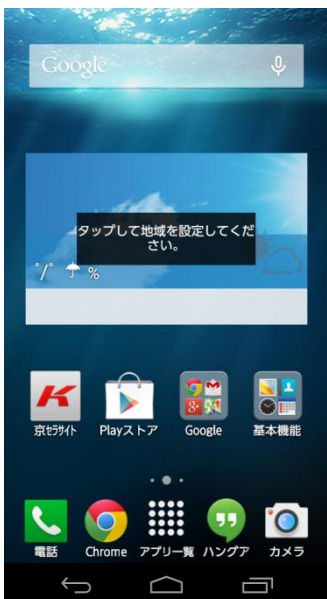 Google
タップして地域を設定してくだ
さい。
°/° %
京セラサイト Playストア Google 基本機能
電話 Chrome アプリ一覧 ハングア カメラ